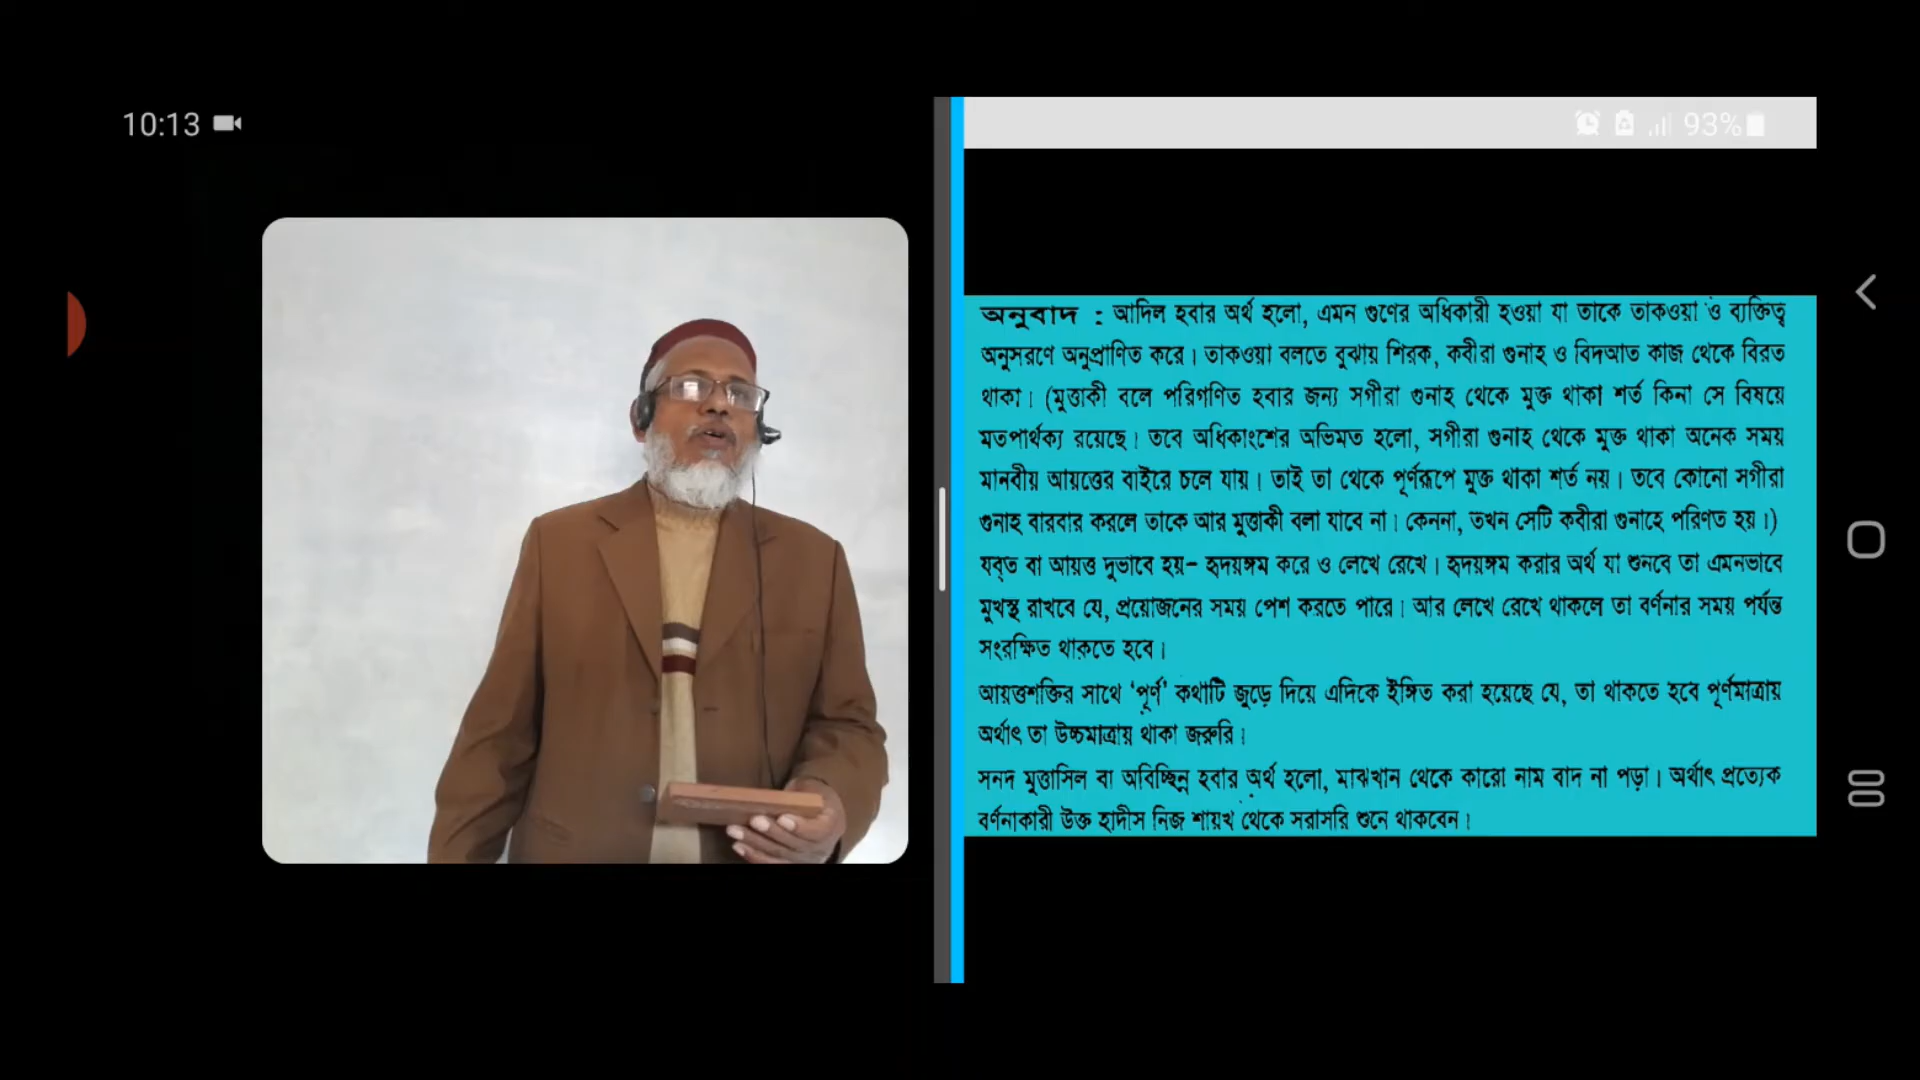 10:13
93%
অনুবাদ : আদিল হবার অর্থ হলো, এমন গুণের অধিকারী হওয়া যা তাকে তাকওয়া ও ব্যক্তিত্ব
অনুসরণে অনুপ্রাণিত করে। তাকওয়া বলতে বুঝায় শিরক, কবীরা গুনাহ ও বিদআত কাজ থেকে বিরত
থাকা। (মুত্তাকী বলে পরিগণিত হবার জন্য সগীরা গুনাহ থেকে মুক্ত থাকা শর্ত কিনা সে বিষয়ে
মতপার্থক্য রয়েছে। তবে অধিকাংশের অভিমত হলো, সগীরা গুনাহ থেকে মুক্ত থাকা অনেক সময়
মানবীয় আয়ত্তের বাইরে চলে যায়। তাই তা থেকে পূর্ণরূপে মুক্ত থাকা শর্ত নয়। তবে কোনো সগীরা
গুনাহ বারবার করলে তাকে আর মুত্তাকী বলা যাবে না। কেননা, তখন সেটি কবীরা গুনাহে পরিণত হয়।)
যব্‌ত বা আয়ত্ত দুভাবে হয়- হৃদয়ঙ্গম করে ও লেখে রেখে। হৃদয়ঙ্গম করার অর্থ যা শুনবে তা এমনভাবে
মুখস্থ রাখবে যে, প্রয়োজনের সময় পেশ করতে পারে। আর লেখে রেখে থাকলে তা বর্ণনার সময় পর্যন্ত
সংরক্ষিত থাকতে হবে।
আয়ত্তশক্তির সাথে ‘পূর্ণ’ কথাটি জুড়ে দিয়ে এদিকে ইঙ্গিত করা হয়েছে যে, তা থাকতে হবে পূর্ণমাত্রায়
অর্থাৎ তা উচ্চমাত্রায় থাকা জরুরি।
সনদ মুত্তাসিল বা অবিচ্ছিন্ন হবার অর্থ হলো, মাঝখান থেকে কারো নাম বাদ না পড়া। অর্থাৎ প্রত্যেক
বর্ণনাকারী উক্ত হাদীস নিজ শায়খ থেকে সরাসরি শুনে থাকবেন।